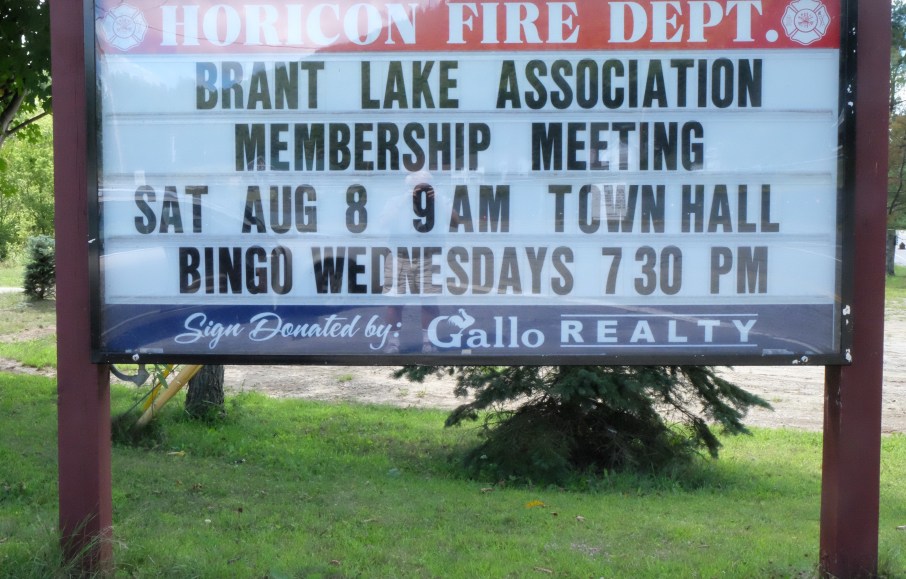 HORICON FIRE DEPT.
BRANT LAKE ASSOCIATION
MEMBERSHIP MEETING
SAT AUG 8 9 AM TOWN HALL
BINGO WEDNESDAYS 7 30 PM
Sign Donated by: Gallo REALTY